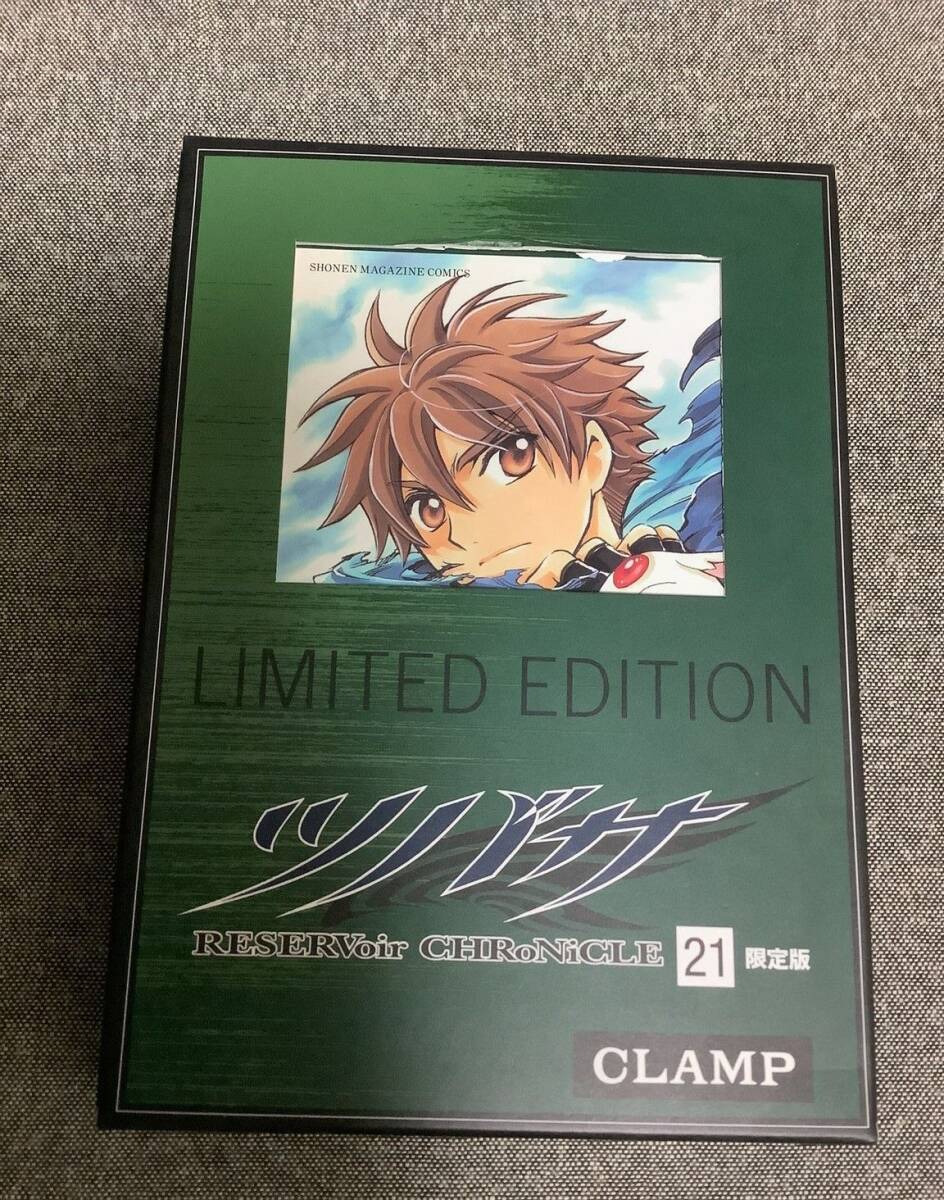 SHONEN MAGAZINE COMICS
LIMITED EDITION
ツバサ
RESERVoir CHRoNiCLE 21 限定版
CLAMP